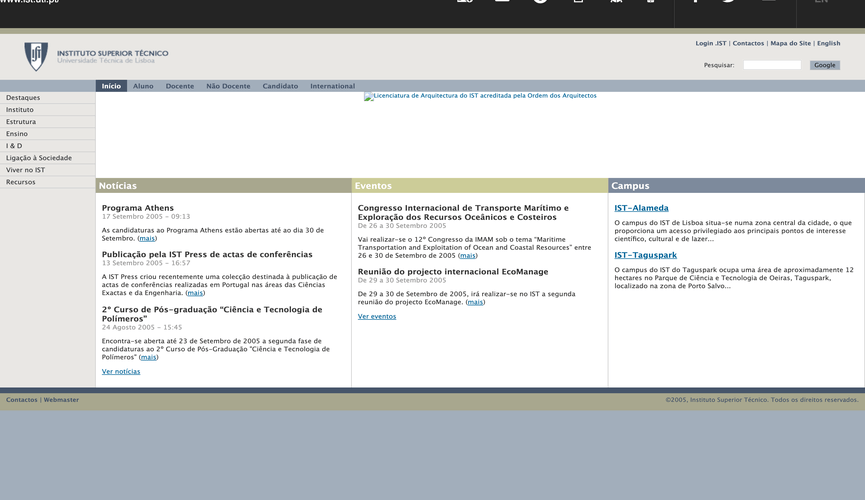 www.ist.utl.pt/
EN
INSTITUTO SUPERIOR TÉCNICO
Universidade Técnica de Lisboa
Login .IST | Contactos | Mapa do Site | English
Pesquisar:
Google
Início Aluno Docente Não Docente Candidato International
Destaques
Instituto
Estrutura
Ensino
I & D
Ligação à Sociedade
Viver no IST
Recursos
Licenciatura de Arquitectura do IST acreditada pela Ordem dos Arquitectos
Notícias
Programa Athens
17 Setembro 2005 - 09:13
As candidaturas ao Programa Athens estão abertas até ao dia 30 de
Setembro. (mais)
Publicação pela IST Press de actas de conferências
13 Setembro 2005 - 16:57
A IST Press criou recentemente uma colecção destinada à publicação de
actas de conferências realizadas em Portugal nas áreas das Ciências
Exactas e da Engenharia. (mais)
2º Curso de Pós-graduação "Ciência e Tecnologia de
Polímeros"
24 Agosto 2005 - 15:45
Encontra-se aberta até 23 de Setembro de 2005 a segunda fase de
candidaturas ao 2º Curso de Pós-Graduação "Ciência e Tecnologia de
Polímeros" (mais)
Ver notícias
Eventos
Congresso Internacional de Transporte Marítimo e
Exploração dos Recursos Oceânicos e Costeiros
De 26 a 30 Setembro 2005
Vai realizar-se o 12º Congresso da IMAM sob o tema "Maritime
Transportation and Exploitation of Ocean and Coastal Resources" entre
26 e 30 de Setembro de 2005 (mais)
Reunião do projecto internacional EcoManage
De 29 a 30 Setembro 2005
De 29 a 30 de Setembro de 2005, irá realizar-se no IST a segunda
reunião do projecto EcoManage. (mais)
Ver eventos
Campus
IST-Alameda
O campus do IST de Lisboa situa-se numa zona central da cidade, o que
proporciona um acesso privilegiado aos principais pontos de interesse
científico, cultural e de lazer...
IST-Taguspark
O campus do IST do Taguspark ocupa uma área de aproximadamente 12
hectares no Parque de Ciência e Tecnologia de Oeiras, Taguspark,
localizado na zona de Porto Salvo...
Contactos | Webmaster
©2005, Instituto Superior Técnico. Todos os direitos reservados.